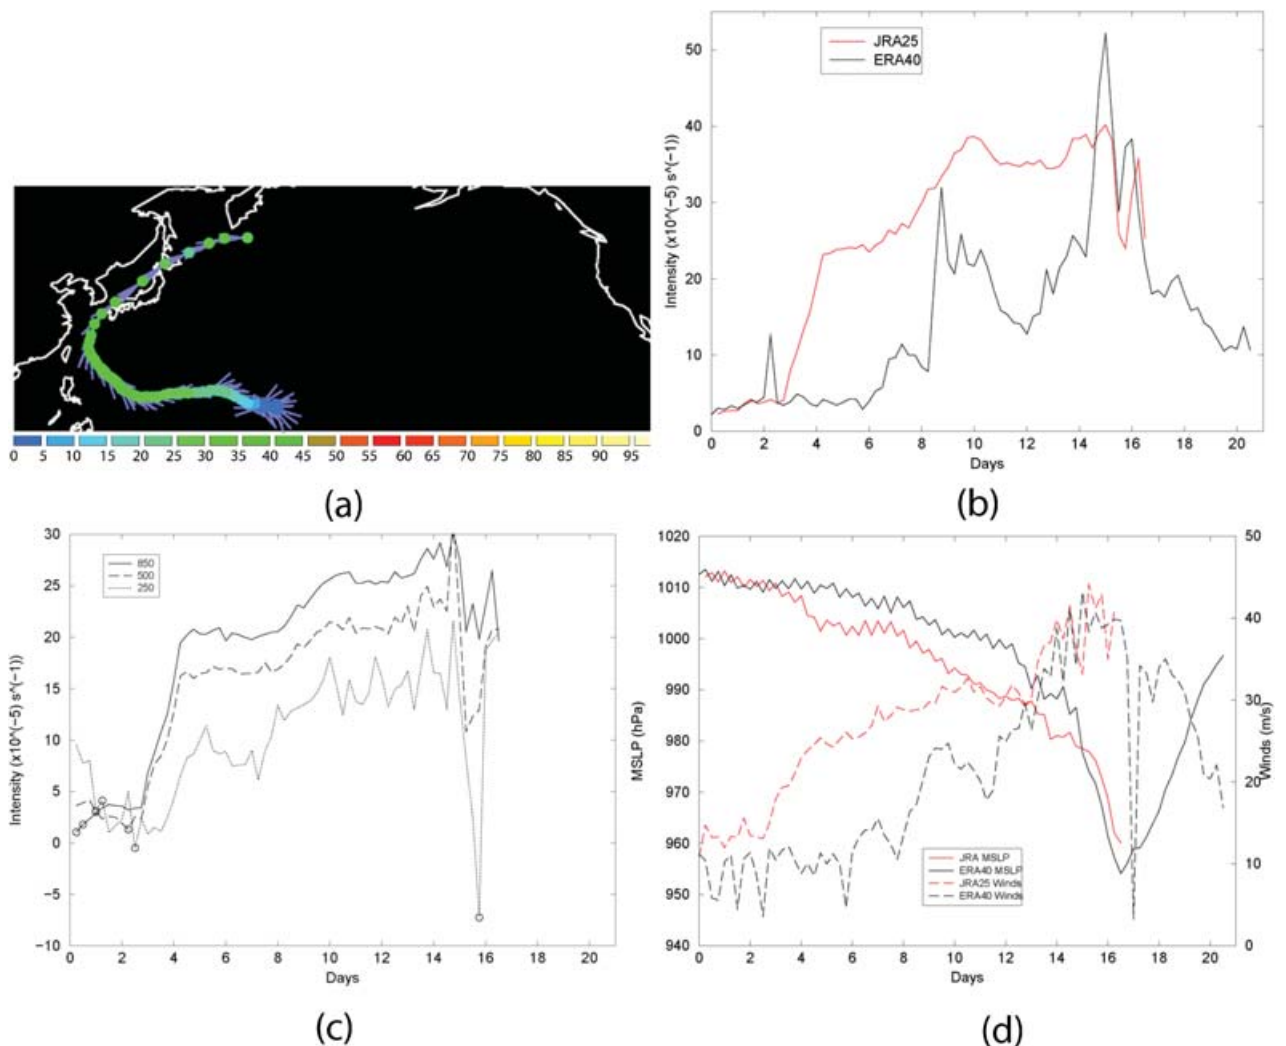 0 5 10 15 20 25 30 35 40 45 50 55 60 65 70 75 80 85 90 95
(a)
JRA25
ERA40
50
40
30
20
10
0
Intensity (x10^(−5) s^(−1))
0 2 4 6 8 10 12 14 16 18 20
Days
(b)
850
500
250
30
25
20
15
10
5
0
−5
−10
Intensity (x10^(−5) s^(−1))
0 2 4 6 8 10 12 14 16 18 20
Days
(c)
1020
1010
1000
990
980
970
960
950
940
MSLP (hPa)
50
40
30
20
10
0
Winds (m/s)
JRA MSLP
ERA40 MSLP
JRA25 Winds
ERA40 Winds
0 2 4 6 8 10 12 14 16 18 20
Days
(d)